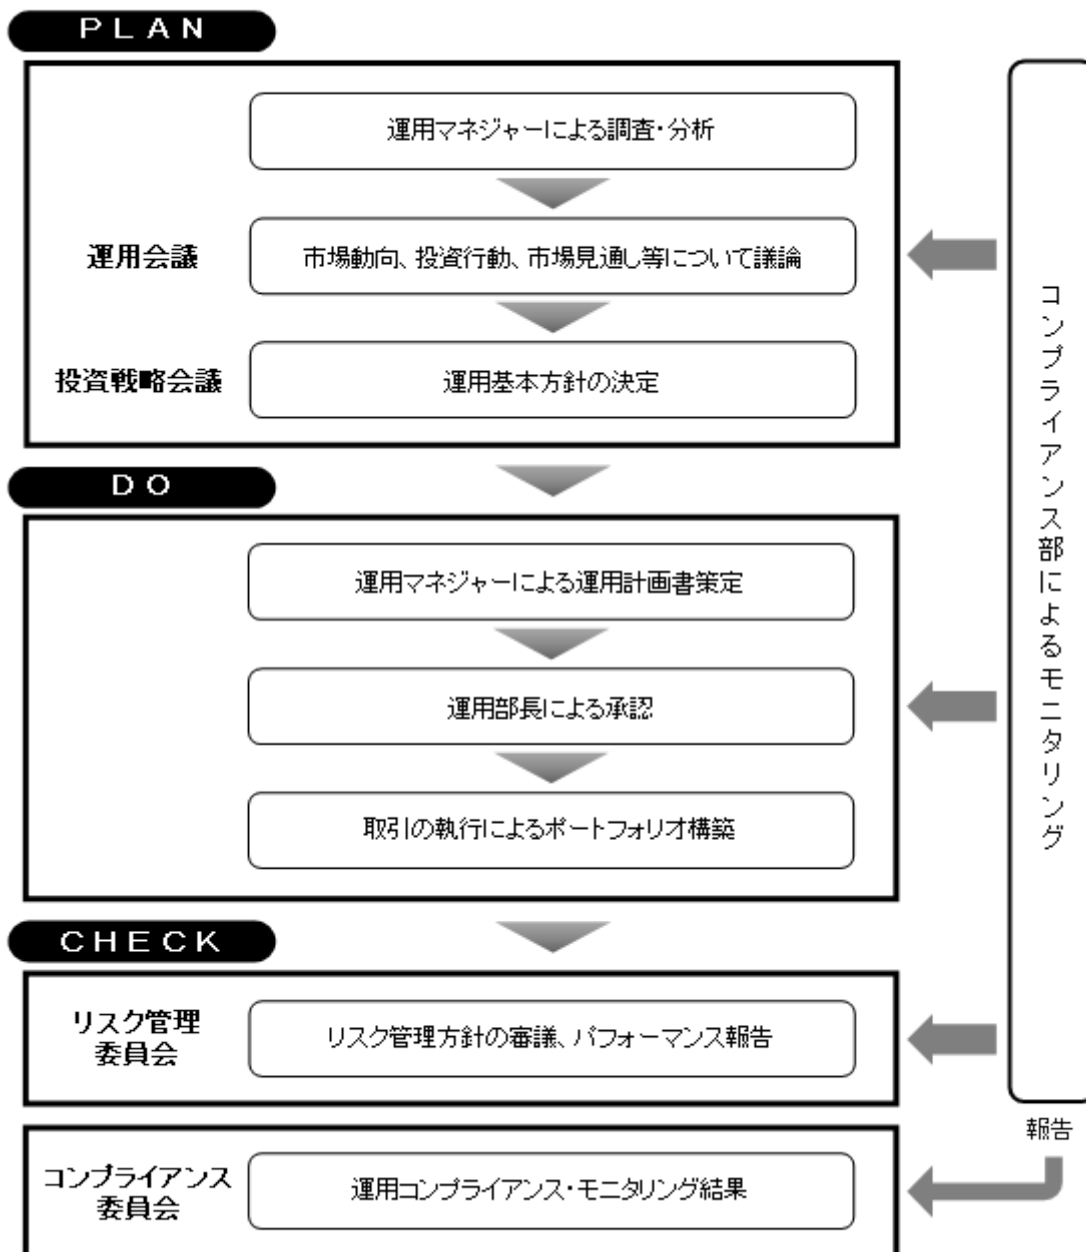 PLAN
運用マネジャーによる調査・分析
運用会議
市場動向、投資行動、市場見通し等について議論
投資戦略会議
運用基本方針の決定
DO
運用マネジャーによる運用計画書策定
運用部長による承認
取引の執行によるポートフォリオ構築
CHECK
リスク管理
委員会
リスク管理方針の審議、パフォーマンス報告
コンプライアンス
委員会
運用コンプライアンス・モニタリング結果
コンプライアンス部によるモニタリング
報告